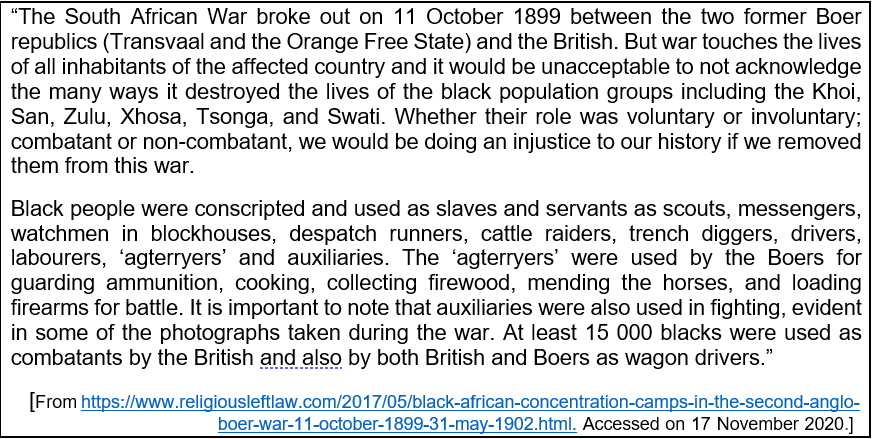 “The South African War broke out on 11 October 1899 between the two former Boer
republics (Transvaal and the Orange Free State) and the British. But war touches the lives
of all inhabitants of the affected country and it would be unacceptable to not acknowledge
the many ways it destroyed the lives of the black population groups including the Khoi,
San, Zulu, Xhosa, Tsonga, and Swati. Whether their role was voluntary or involuntary;
combatant or non-combatant, we would be doing an injustice to our history if we removed
them from this war.
Black people were conscripted and used as slaves and servants as scouts, messengers,
watchmen in blockhouses, despatch runners, cattle raiders, trench diggers, drivers,
labourers, ‘agterryers’ and auxiliaries. The ‘agterryers’ were used by the Boers for
guarding ammunition, cooking, collecting firewood, mending the horses, and loading
firearms for battle. It is important to note that auxiliaries were also used in fighting, evident
in some of the photographs taken during the war. At least 15 000 blacks were used as
combatants by the British and also by both British and Boers as wagon drivers.”
[From https://www.religiousleftlaw.com/2017/05/black-african-concentration-camps-in-the-second-anglo-
boer-war-11-october-1899-31-may-1902.html. Accessed on 17 November 2020.]